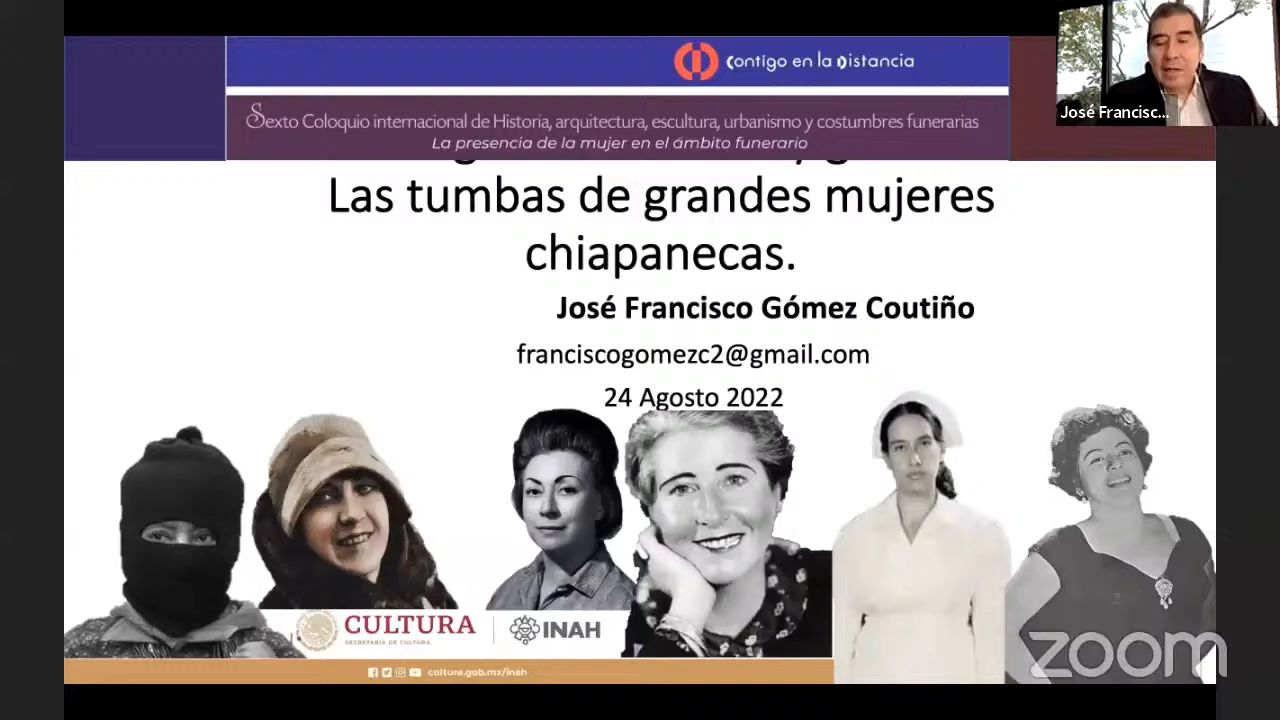 Contigo en la Distancia
José Francisc...
Sexto Coloquio internacional de Historia, arquitectura, escultura, urbanismo y costumbres funerarias
La presencia de la mujer en el ámbito funerario
Las tumbas de grandes mujeres
chiapanecas.
José Francisco Gómez Coutiño
franciscogomezc2@gmail.com
24 Agosto 2022
CULTURA
SECRETARÍA DE CULTURA
INAH
cultura.gob.mx/inah
zoom